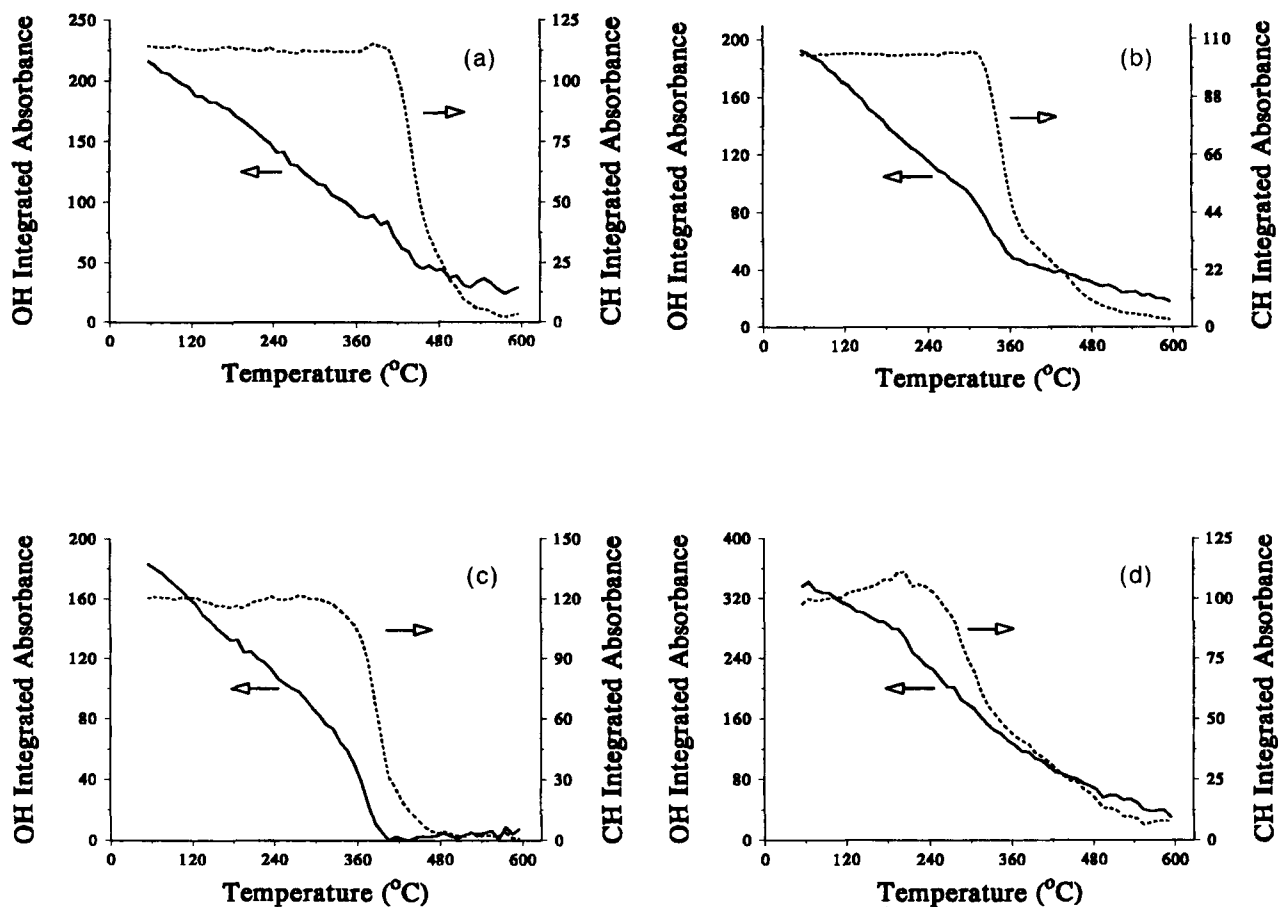 (a)
OH Integrated Absorbance
250
200
150
100
50
0
0 120 240 360 480 600
Temperature (°C)
125
100
75
50
25
0
CH Integrated Absorbance
(b)
OH Integrated Absorbance
200
160
120
80
40
0
0 120 240 360 480 600
Temperature (°C)
110
88
66
44
22
0
CH Integrated Absorbance
(c)
OH Integrated Absorbance
200
160
120
80
40
0
0 120 240 360 480 600
Temperature (°C)
150
120
90
60
30
0
CH Integrated Absorbance
(d)
OH Integrated Absorbance
400
320
240
160
80
0
0 120 240 360 480 600
Temperature (°C)
125
100
75
50
25
0
CH Integrated Absorbance